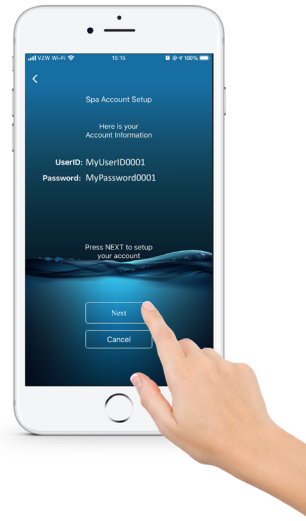 VZW Wi-Fi 15:15 100%
Spa Account Setup
Here is your
Account Information
UserID: MyUserID0001
Password: MyPassword0001
Press NEXT to setup
your account
Next
Cancel